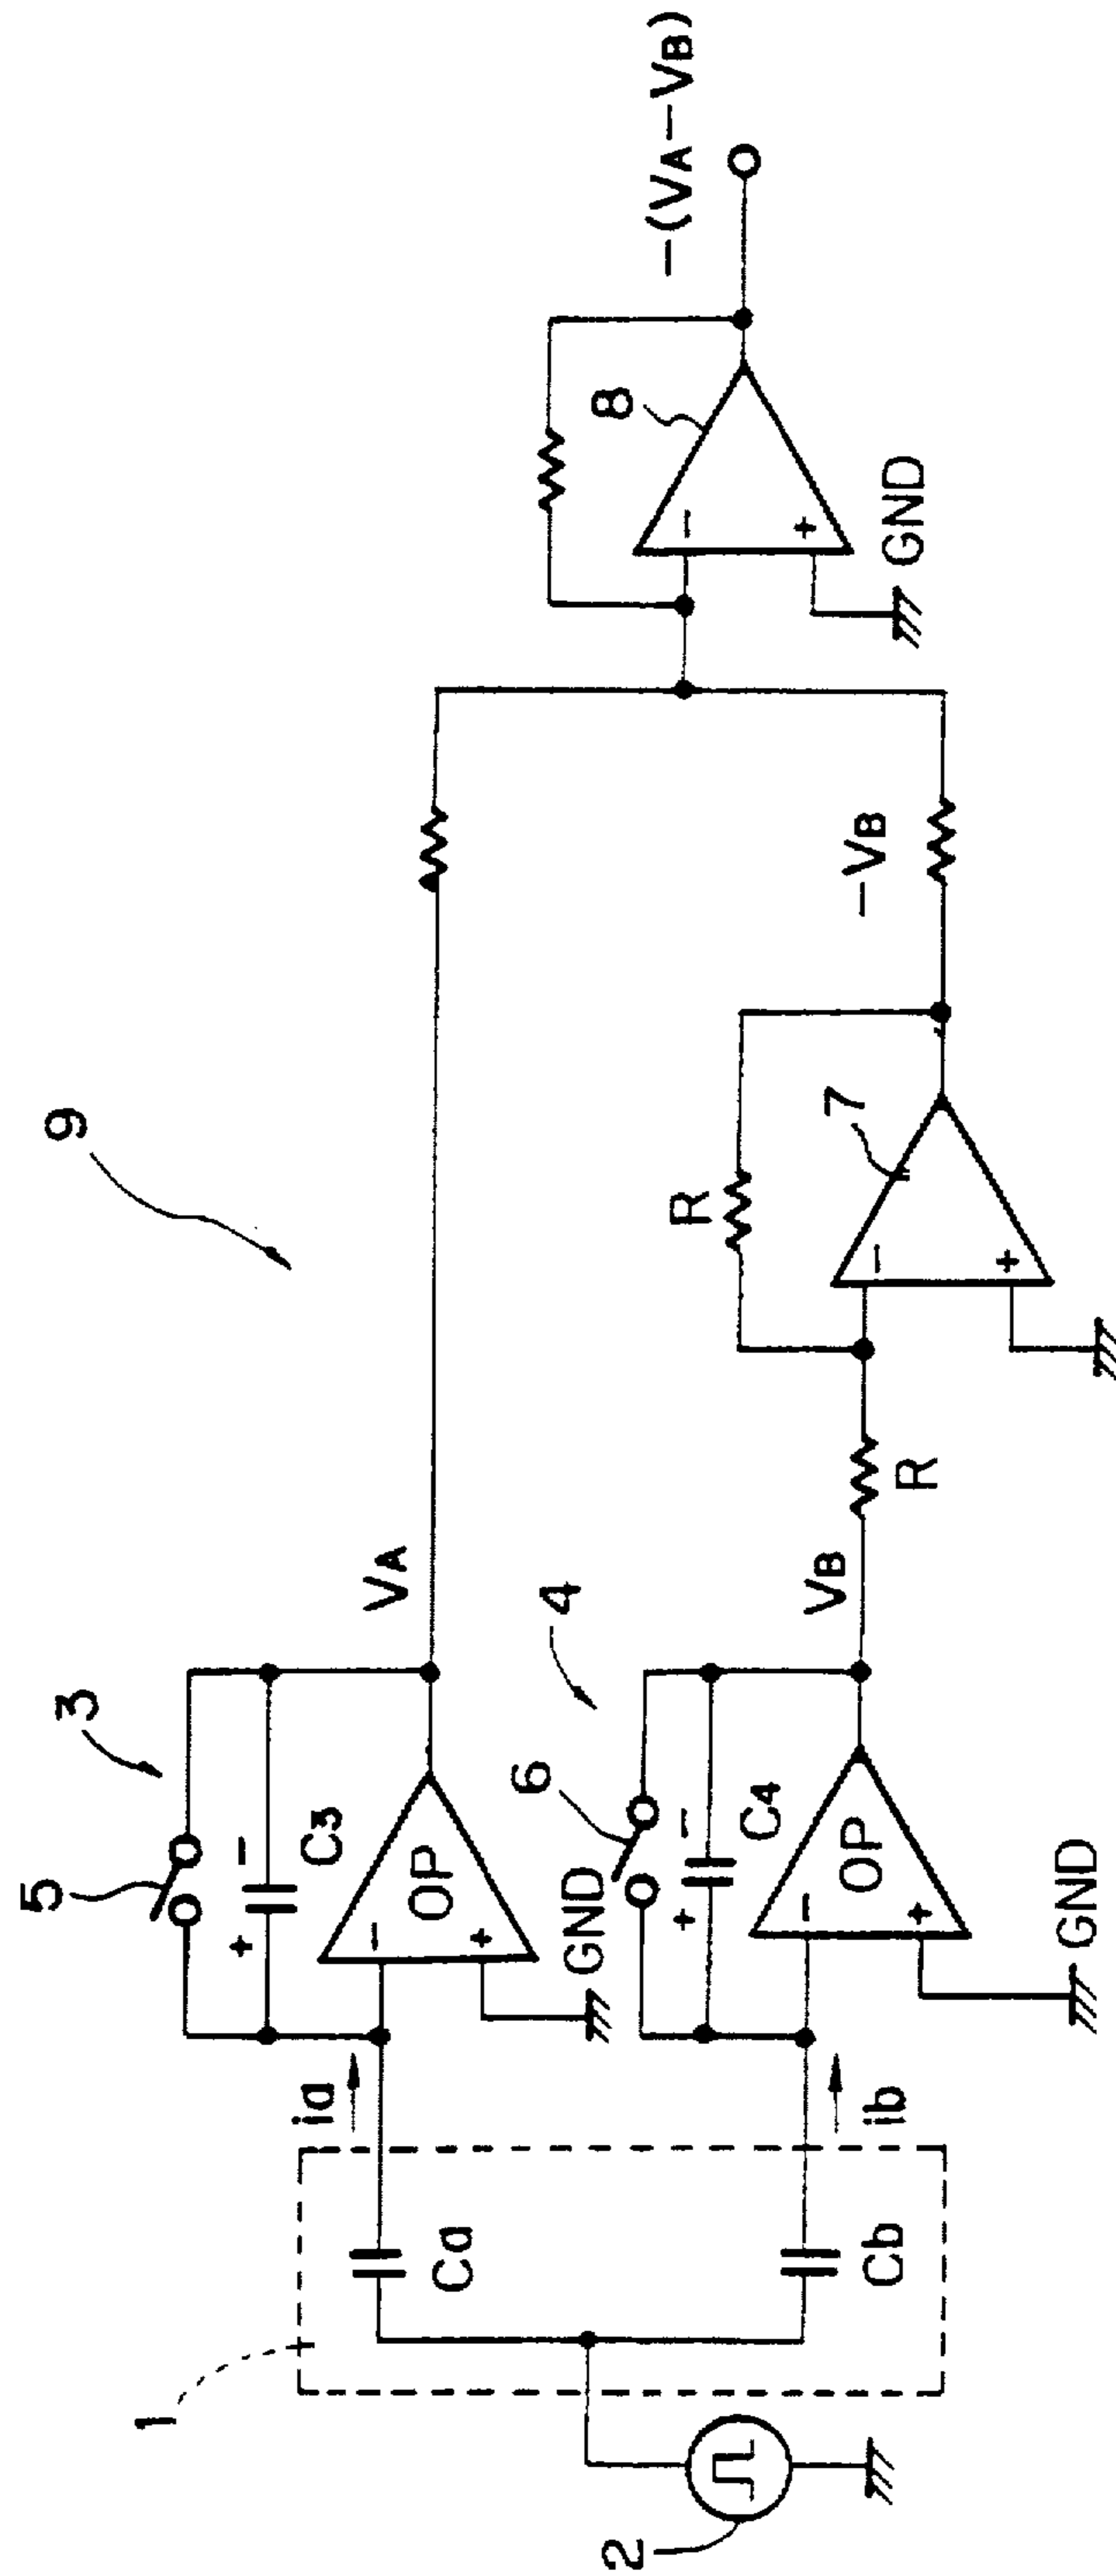 9
3
5
+
−
C3
VA
−
OP
+
GND
ia
1
Ca
Cb
ib
2
4
6
+
−
C4
VB
−
OP
+
GND
R
R
7
−
+
−VB
8
−
+
GND
−(VA−VB)